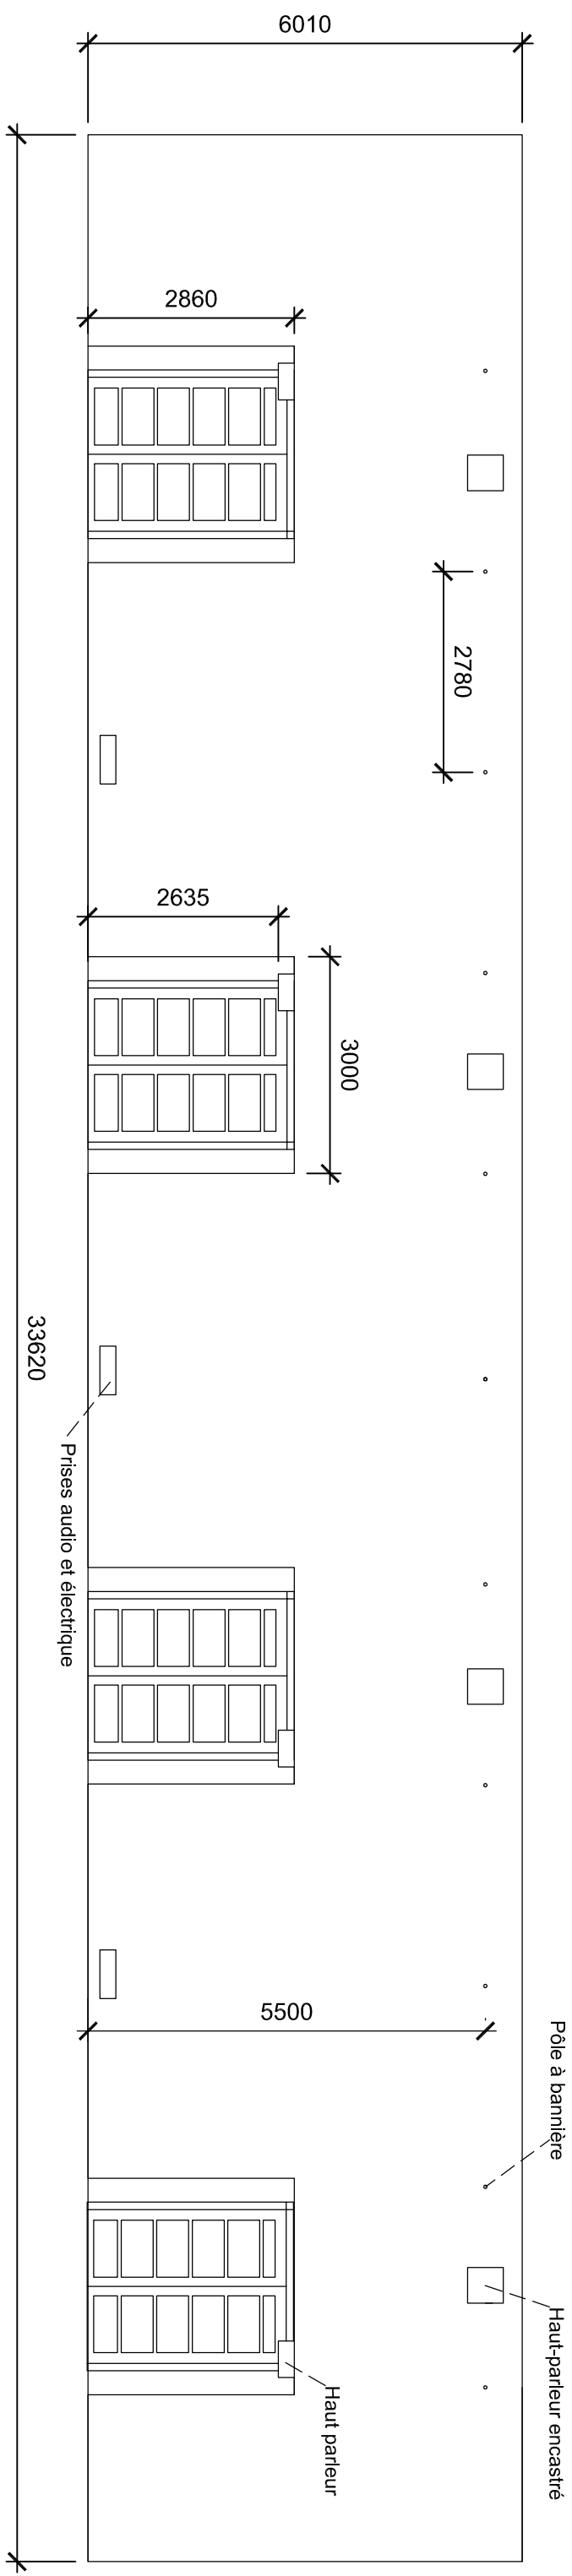 6010
2860
2780
2635
3000
33620
Prises audio et électrique
5500
Pôle à bannière
Haut-parleur encastré
Haut parleur